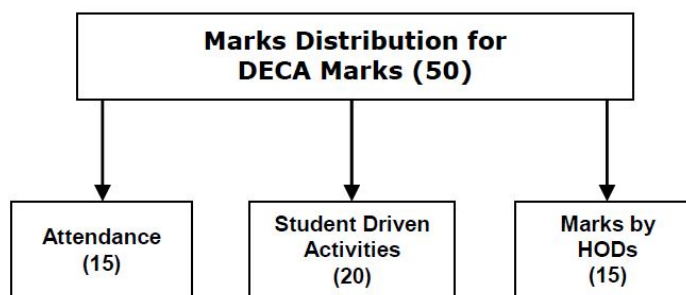 Marks Distribution for
DECA Marks (50)
Attendance
(15)
Student Driven
Activities
(20)
Marks by
HODs
(15)